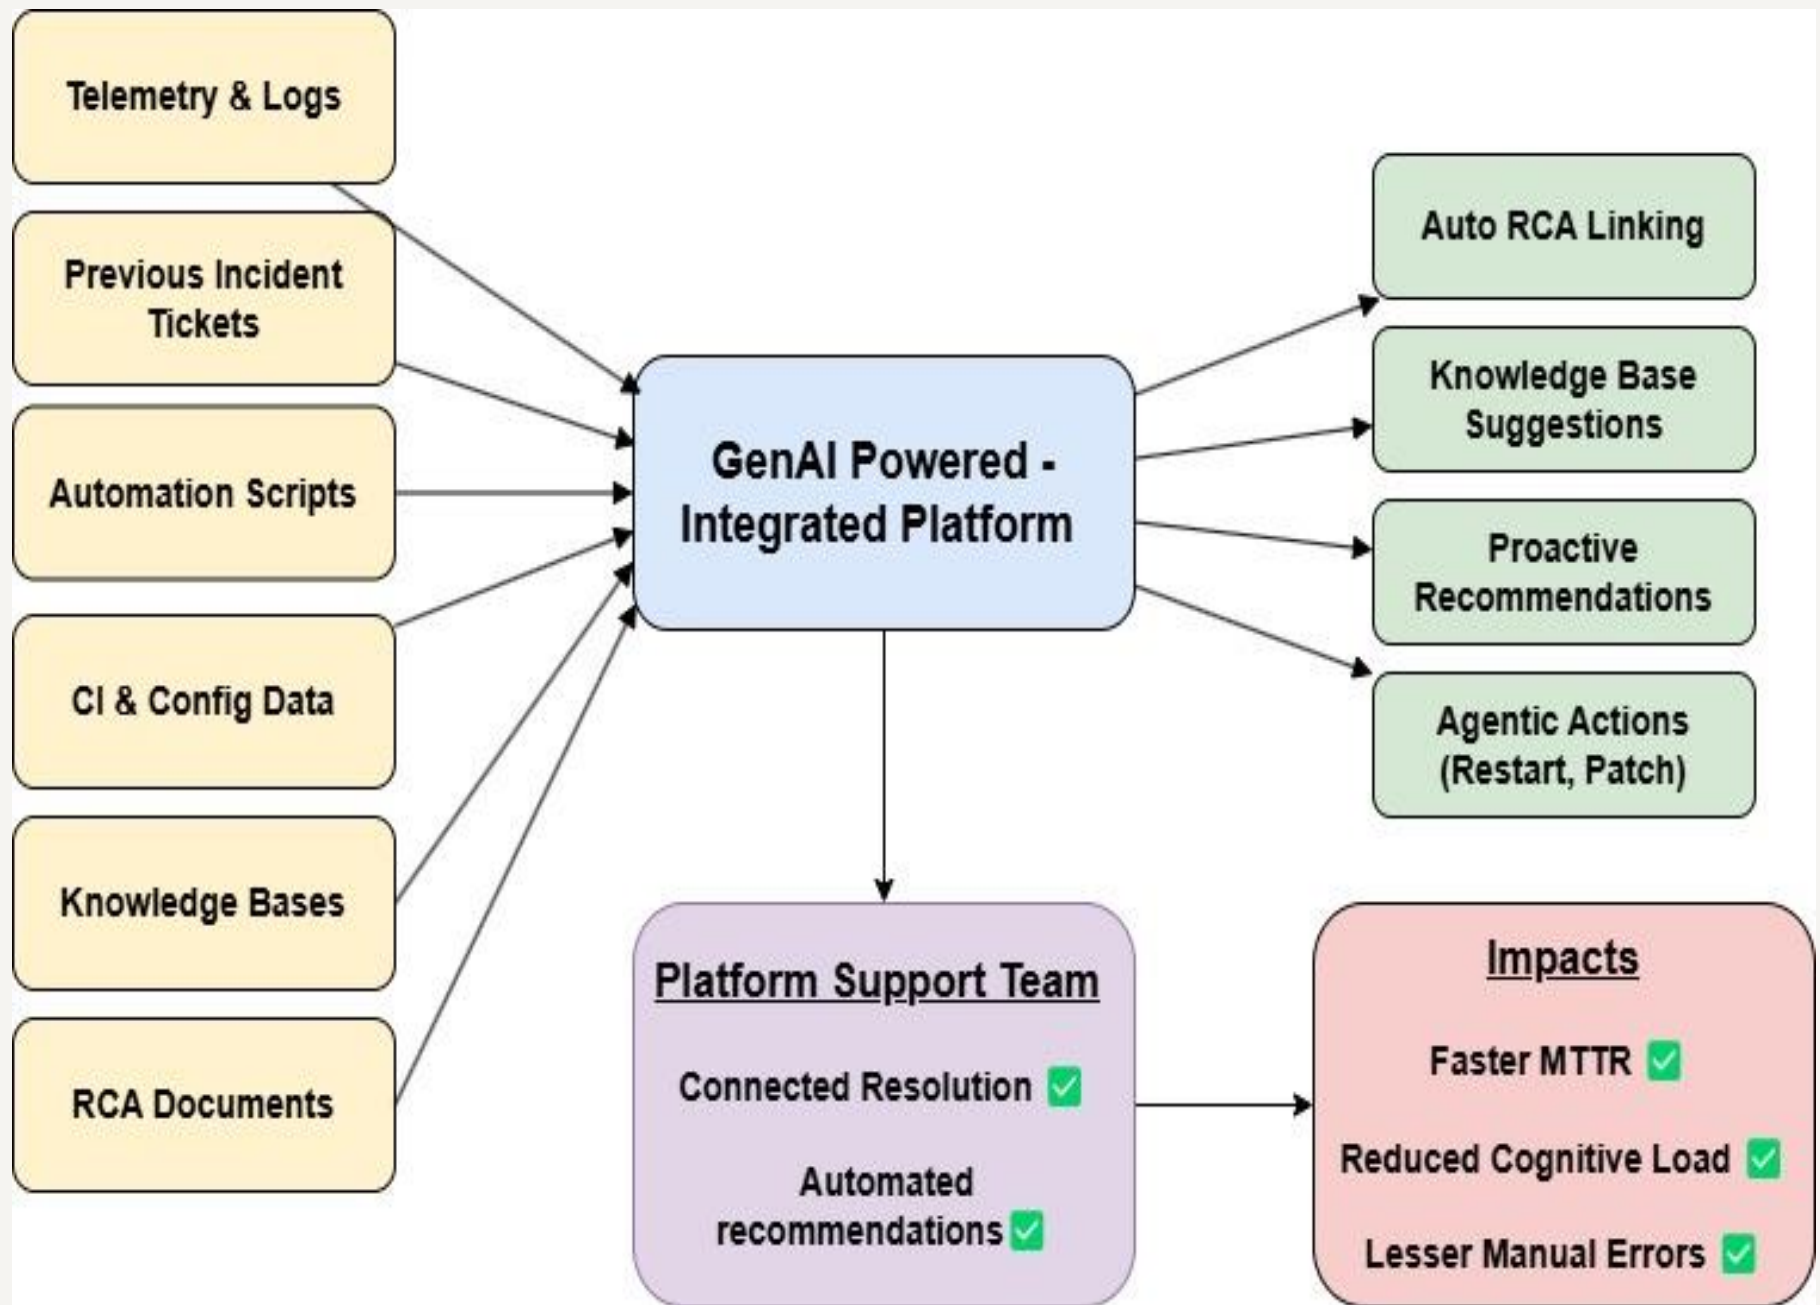 Telemetry & Logs
Previous Incident
Tickets
Automation Scripts
CI & Config Data
Knowledge Bases
RCA Documents
GenAI Powered -
Integrated Platform
Auto RCA Linking
Knowledge Base
Suggestions
Proactive
Recommendations
Agentic Actions
(Restart, Patch)
Platform Support Team
Connected Resolution ✅
Automated
recommendations ✅
Impacts
Faster MTTR ✅
Reduced Cognitive Load ✅
Lesser Manual Errors ✅